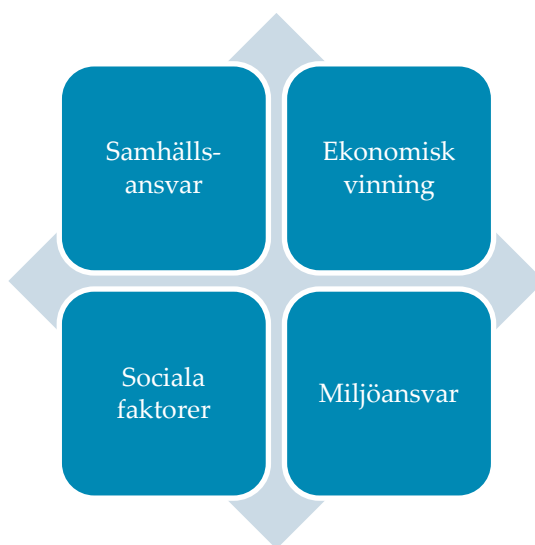 Samhälls-
ansvar
Ekonomisk
vinning
Sociala
faktorer
Miljöansvar